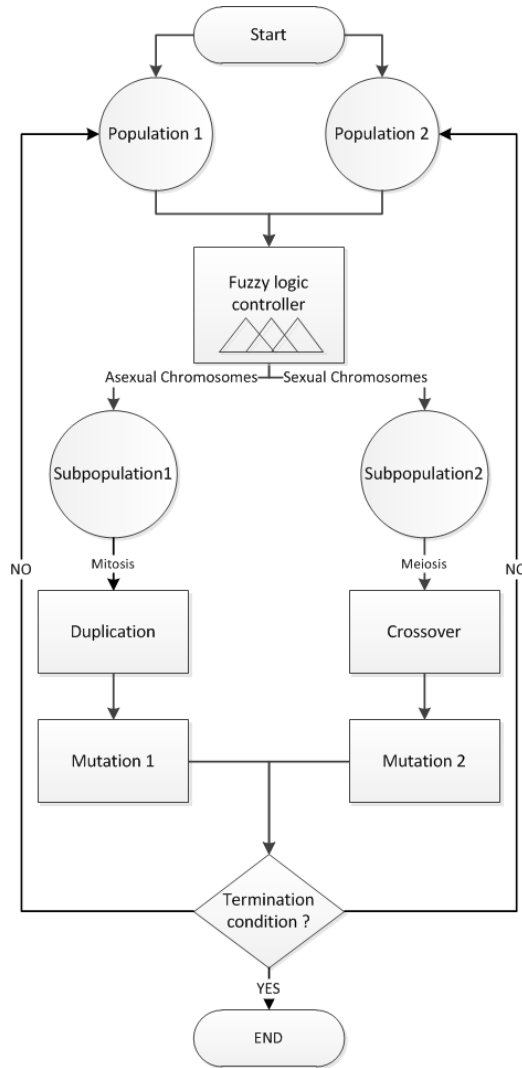 Start
Population 1
Population 2
Fuzzy logic
controller
Asexual Chromosomes
Sexual Chromosomes
Subpopulation1
Subpopulation2
NO
Mitosis
Meiosis
NO
Duplication
Crossover
Mutation 1
Mutation 2
Termination
condition ?
YES
END